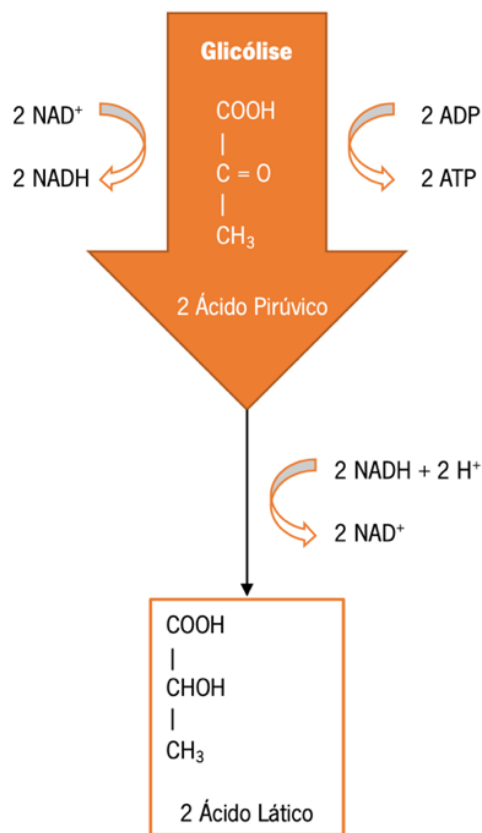 Glicólise
COOH
|
C = O
|
CH₃
2 Ácido Pirúvico
2 NAD⁺
2 NADH
2 ADP
2 ATP
2 NADH + 2 H⁺
2 NAD⁺
COOH
|
CHOH
|
CH₃
2 Ácido Lático